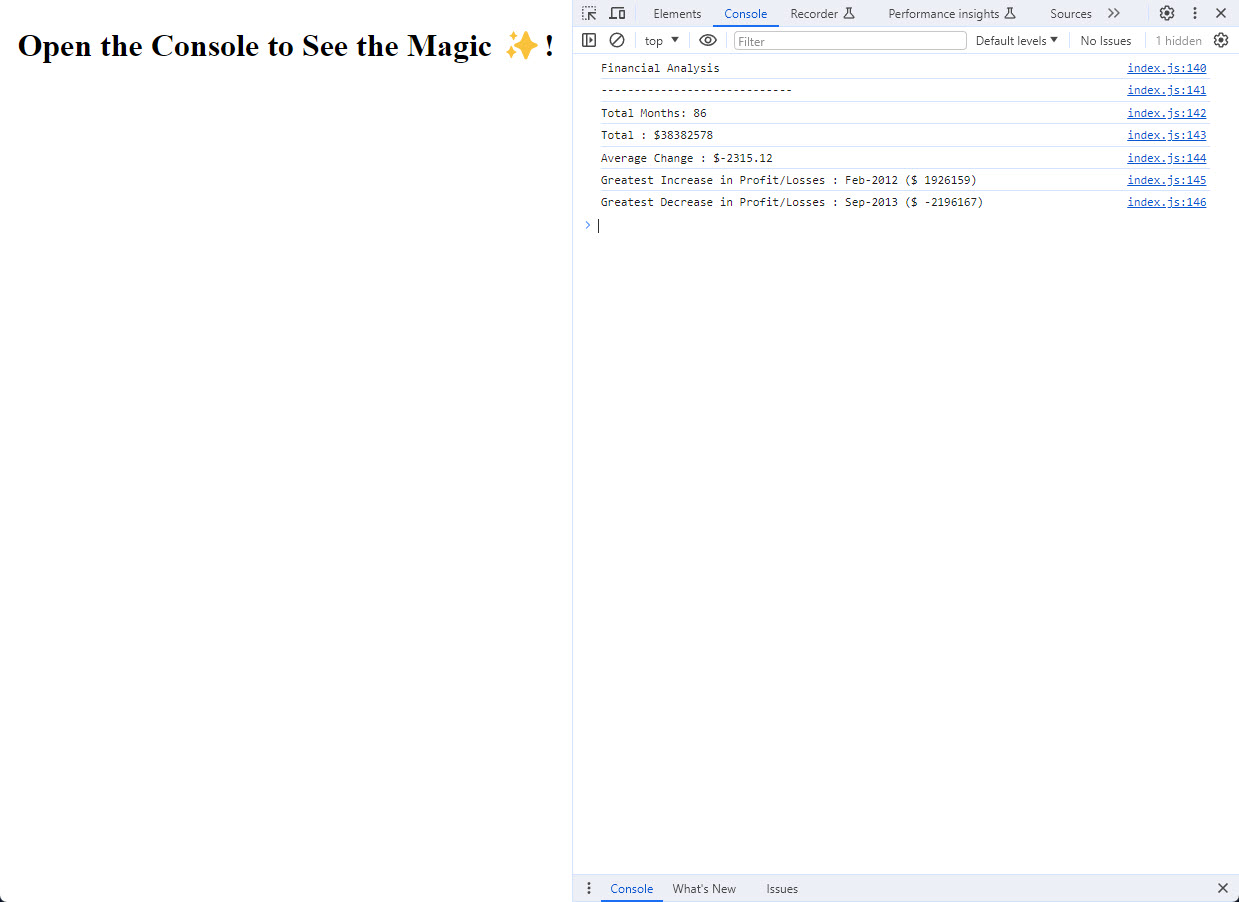 Open the Console to See the Magic ✨!
Elements Console Recorder Performance insights Sources
top Filter Default levels No Issues 1 hidden
Financial Analysis index.js:140
----------------------------- index.js:141
Total Months: 86 index.js:142
Total : $38382578 index.js:143
Average Change : $-2315.12 index.js:144
Greatest Increase in Profit/Losses : Feb-2012 ($ 1926159) index.js:145
Greatest Decrease in Profit/Losses : Sep-2013 ($ -2196167) index.js:146
Console What's New Issues